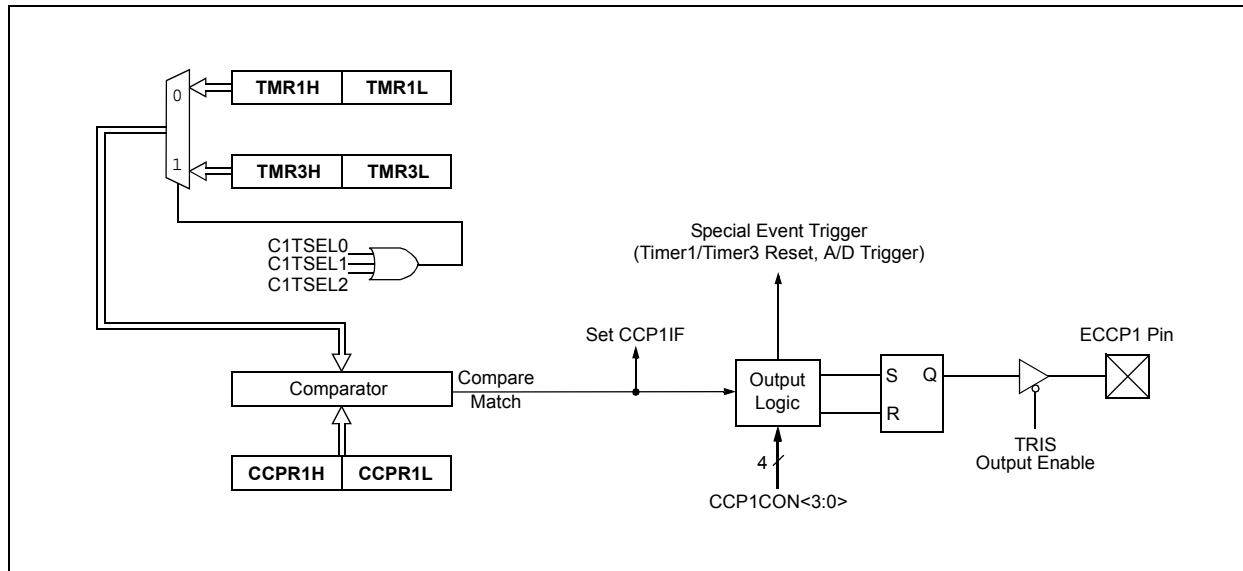 0
TMR1H TMR1L
1
TMR3H TMR3L
C1TSEL0
C1TSEL1
C1TSEL2
Special Event Trigger
(Timer1/Timer3 Reset, A/D Trigger)
Set CCP1IF
ECCP1 Pin
Comparator
Compare
Match
Output
Logic
S Q
R
TRIS
Output Enable
CCPR1H CCPR1L
4
CCP1CON<3:0>